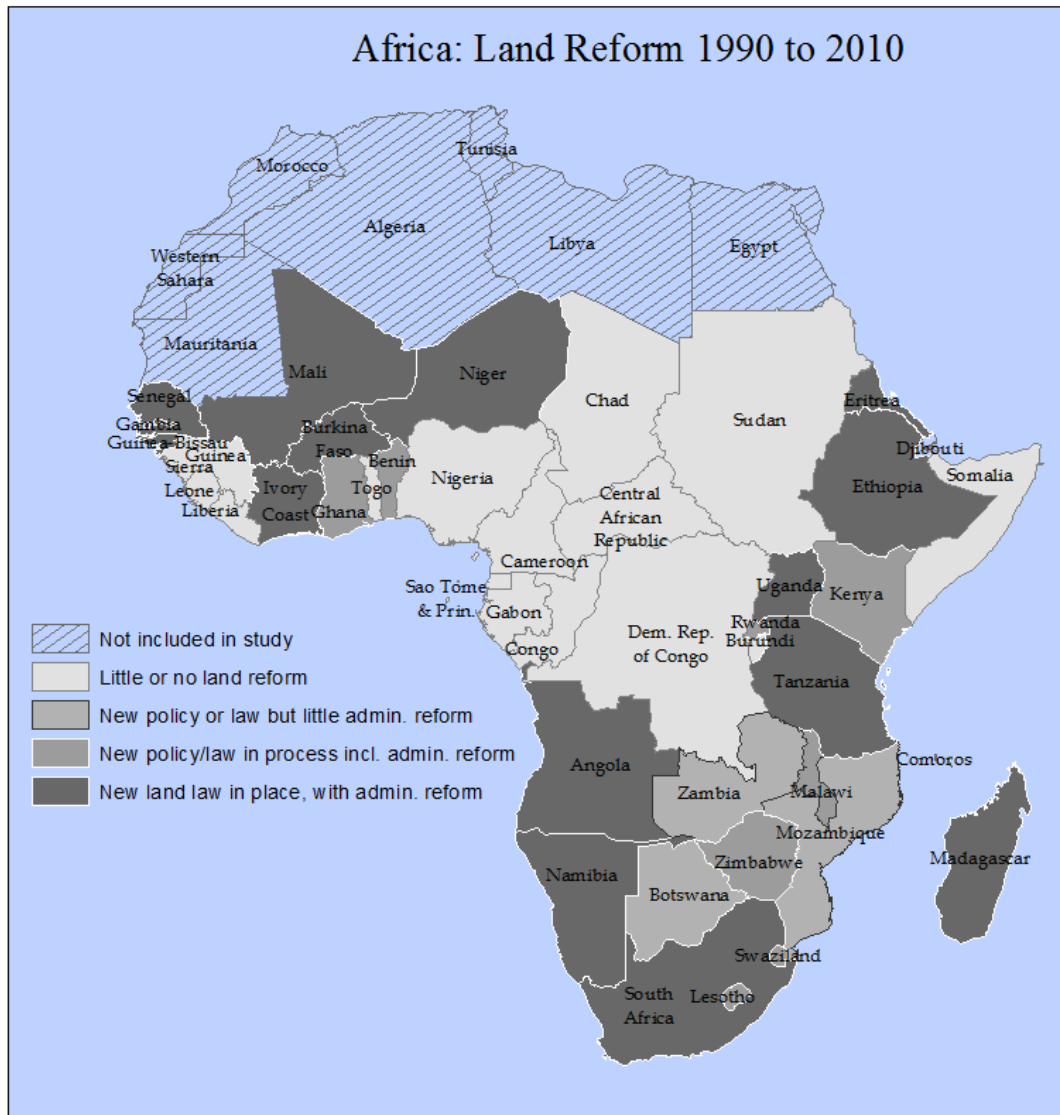 Africa: Land Reform 1990 to 2010
Tunisia
Morocco
Algeria
Libya
Egypt
Western
Sahara
Mauritania
Mali
Niger
Chad
Sudan
Senegal
Gambia
Guinea-Bissau
Guinea
Sierra
Leone
Liberia
Burkina
Faso
Ivory
Coast
Ghana
Togo
Benin
Nigeria
Eritrea
Djibouti
Ethiopia
Somalia
Central
African
Republic
Cameroon
Sao Tome
& Prin.
Gabon
Congo
Dem. Rep.
of Congo
Uganda
Kenya
Rwanda
Burundi
Tanzania
Not included in study
Little or no land reform
New policy or law but little admin. reform
New policy/law in process incl. admin. reform
New land law in place, with admin. reform
Angola
Zambia
Malawi
Comoros
Mozambique
Zimbabwe
Madagascar
Namibia
Botswana
Swaziland
South
Africa
Lesotho